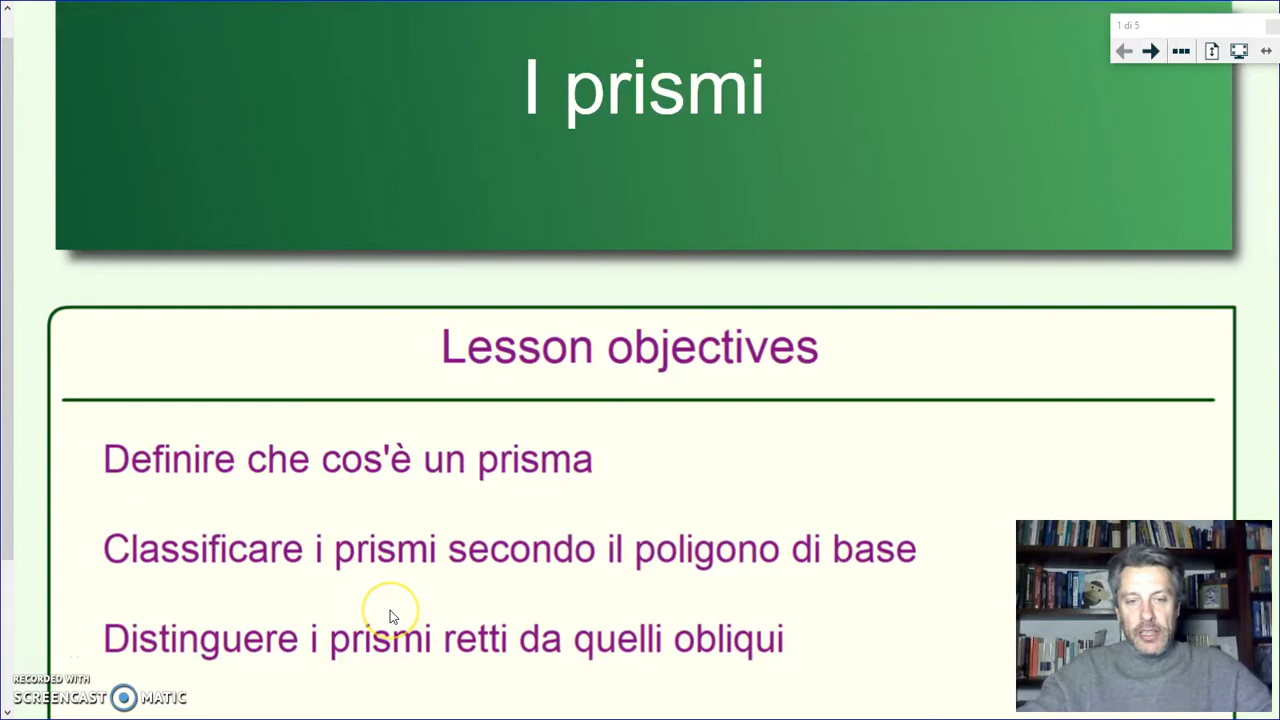 1 di 5
I prismi
Lesson objectives
Definire che cos'è un prisma
Classificare i prismi secondo il poligono di base
Distinguere i prismi retti da quelli obliqui
RECORDED WITH
SCREENCAST MATIC